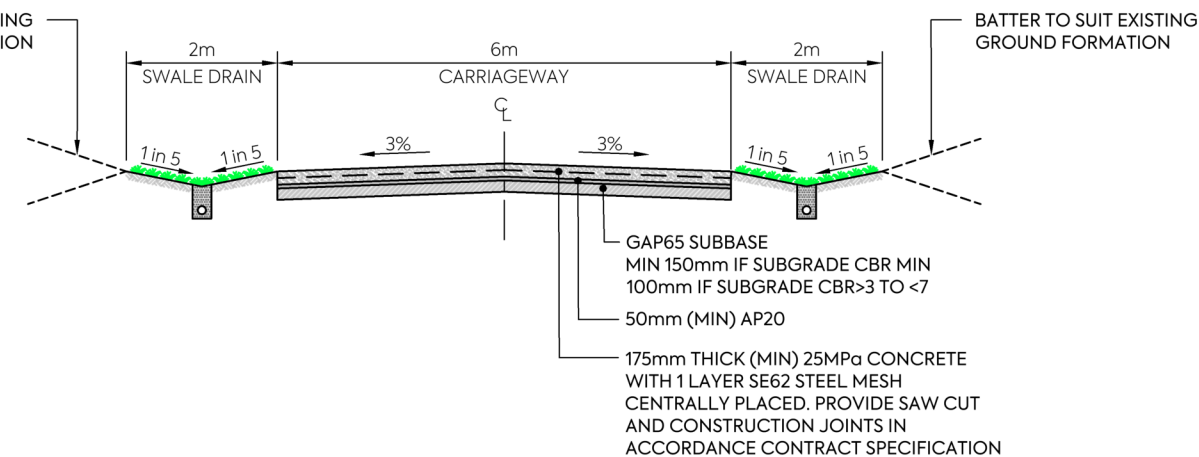 ING
ION
BATTER TO SUIT EXISTING
GROUND FORMATION
2m
6m
2m
SWALE DRAIN
CARRIAGEWAY
SWALE DRAIN
CL
1 in 5
1 in 5
3%
3%
1 in 5
1 in 5
GAP65 SUBBASE
MIN 150mm IF SUBGRADE CBR MIN
100mm IF SUBGRADE CBR>3 TO <7
50mm (MIN) AP20
175mm THICK (MIN) 25MPa CONCRETE
WITH 1 LAYER SE62 STEEL MESH
CENTRALLY PLACED. PROVIDE SAW CUT
AND CONSTRUCTION JOINTS IN
ACCORDANCE CONTRACT SPECIFICATION